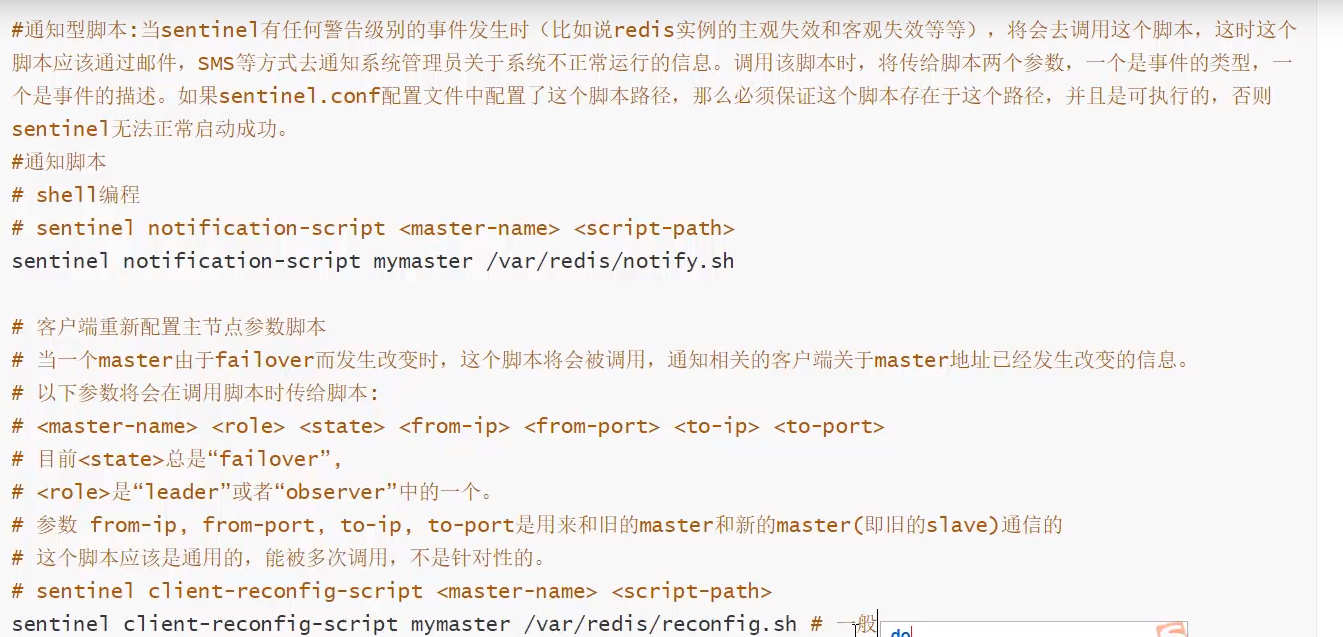 #通知型脚本:当sentinel有任何警告级别的事件发生时（比如说redis实例的主观失效和客观失效等等），将会去调用这个脚本，这时这个
脚本应该通过邮件，SMS等方式去通知系统管理员关于系统不正常运行的信息。调用该脚本时，将传给脚本两个参数，一个是事件的类型，一
个是事件的描述。如果sentinel.conf配置文件中配置了这个脚本路径，那么必须保证这个脚本存在于这个路径，并且是可执行的，否则
sentinel无法正常启动成功。
#通知脚本
# shell编程
# sentinel notification-script <master-name> <script-path>
sentinel notification-script mymaster /var/redis/notify.sh
# 客户端重新配置主节点参数脚本
# 当一个master由于failover而发生改变时，这个脚本将会被调用，通知相关的客户端关于master地址已经发生改变的信息。
# 以下参数将会在调用脚本时传给脚本:
# <master-name> <role> <state> <from-ip> <from-port> <to-ip> <to-port>
# 目前<state>总是“failover”,
# <role>是“leader”或者“observer”中的一个。
# 参数 from-ip, from-port, to-ip, to-port是用来和旧的master和新的master(即旧的slave)通信的
# 这个脚本应该是通用的，能被多次调用，不是针对性的。
# sentinel client-reconfig-script <master-name> <script-path>
sentinel client-reconfig-script mymaster /var/redis/reconfig.sh # 一般
do